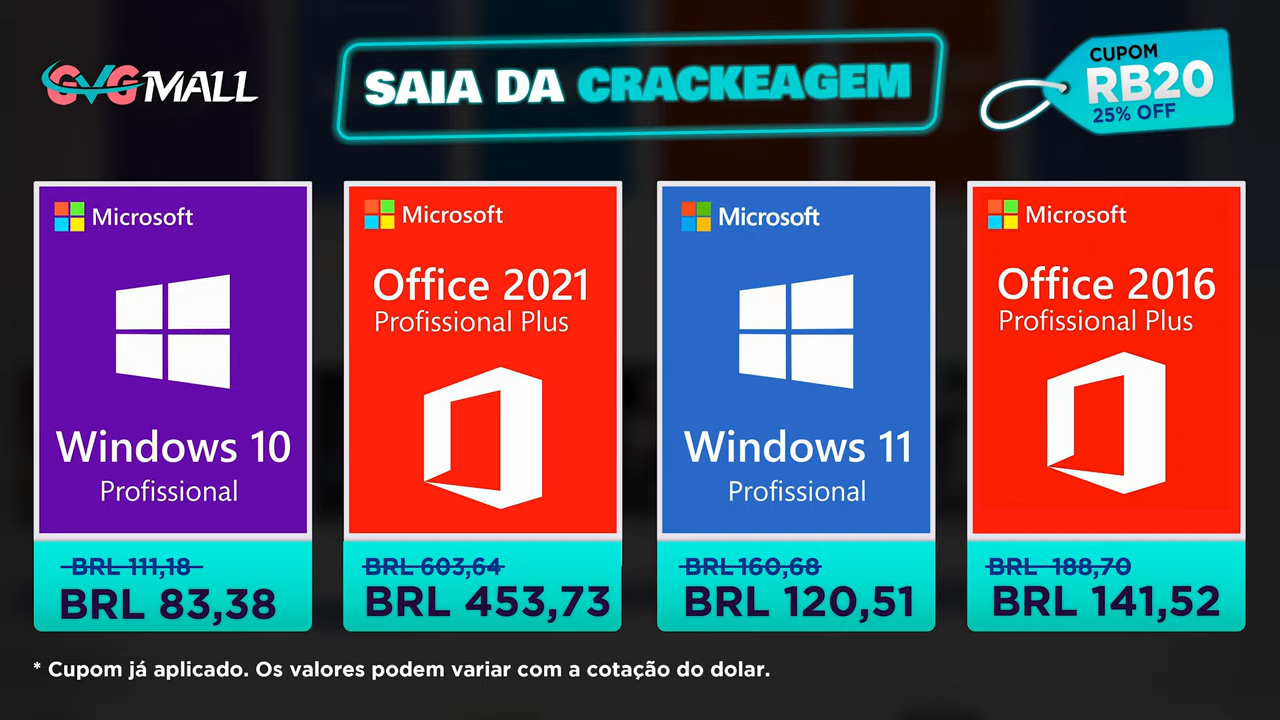 GVGMALL
SAIA DA CRACKEAGEM
CUPOM
RB20
25% OFF
Microsoft
Windows 10
Profissional
BRL 111,18
BRL 83,38
Microsoft
Office 2021
Profissional Plus
BRL 603,64
BRL 453,73
Microsoft
Windows 11
Profissional
BRL 160,68
BRL 120,51
Microsoft
Office 2016
Profissional Plus
BRL 188,70
BRL 141,52
* Cupom já aplicado. Os valores podem variar com a cotação do dolar.